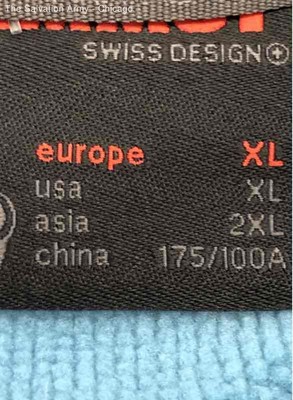 The Salvation Army - Chicago
SWISS DESIGN
europe XL
usa XL
asia 2XL
china 175/100A